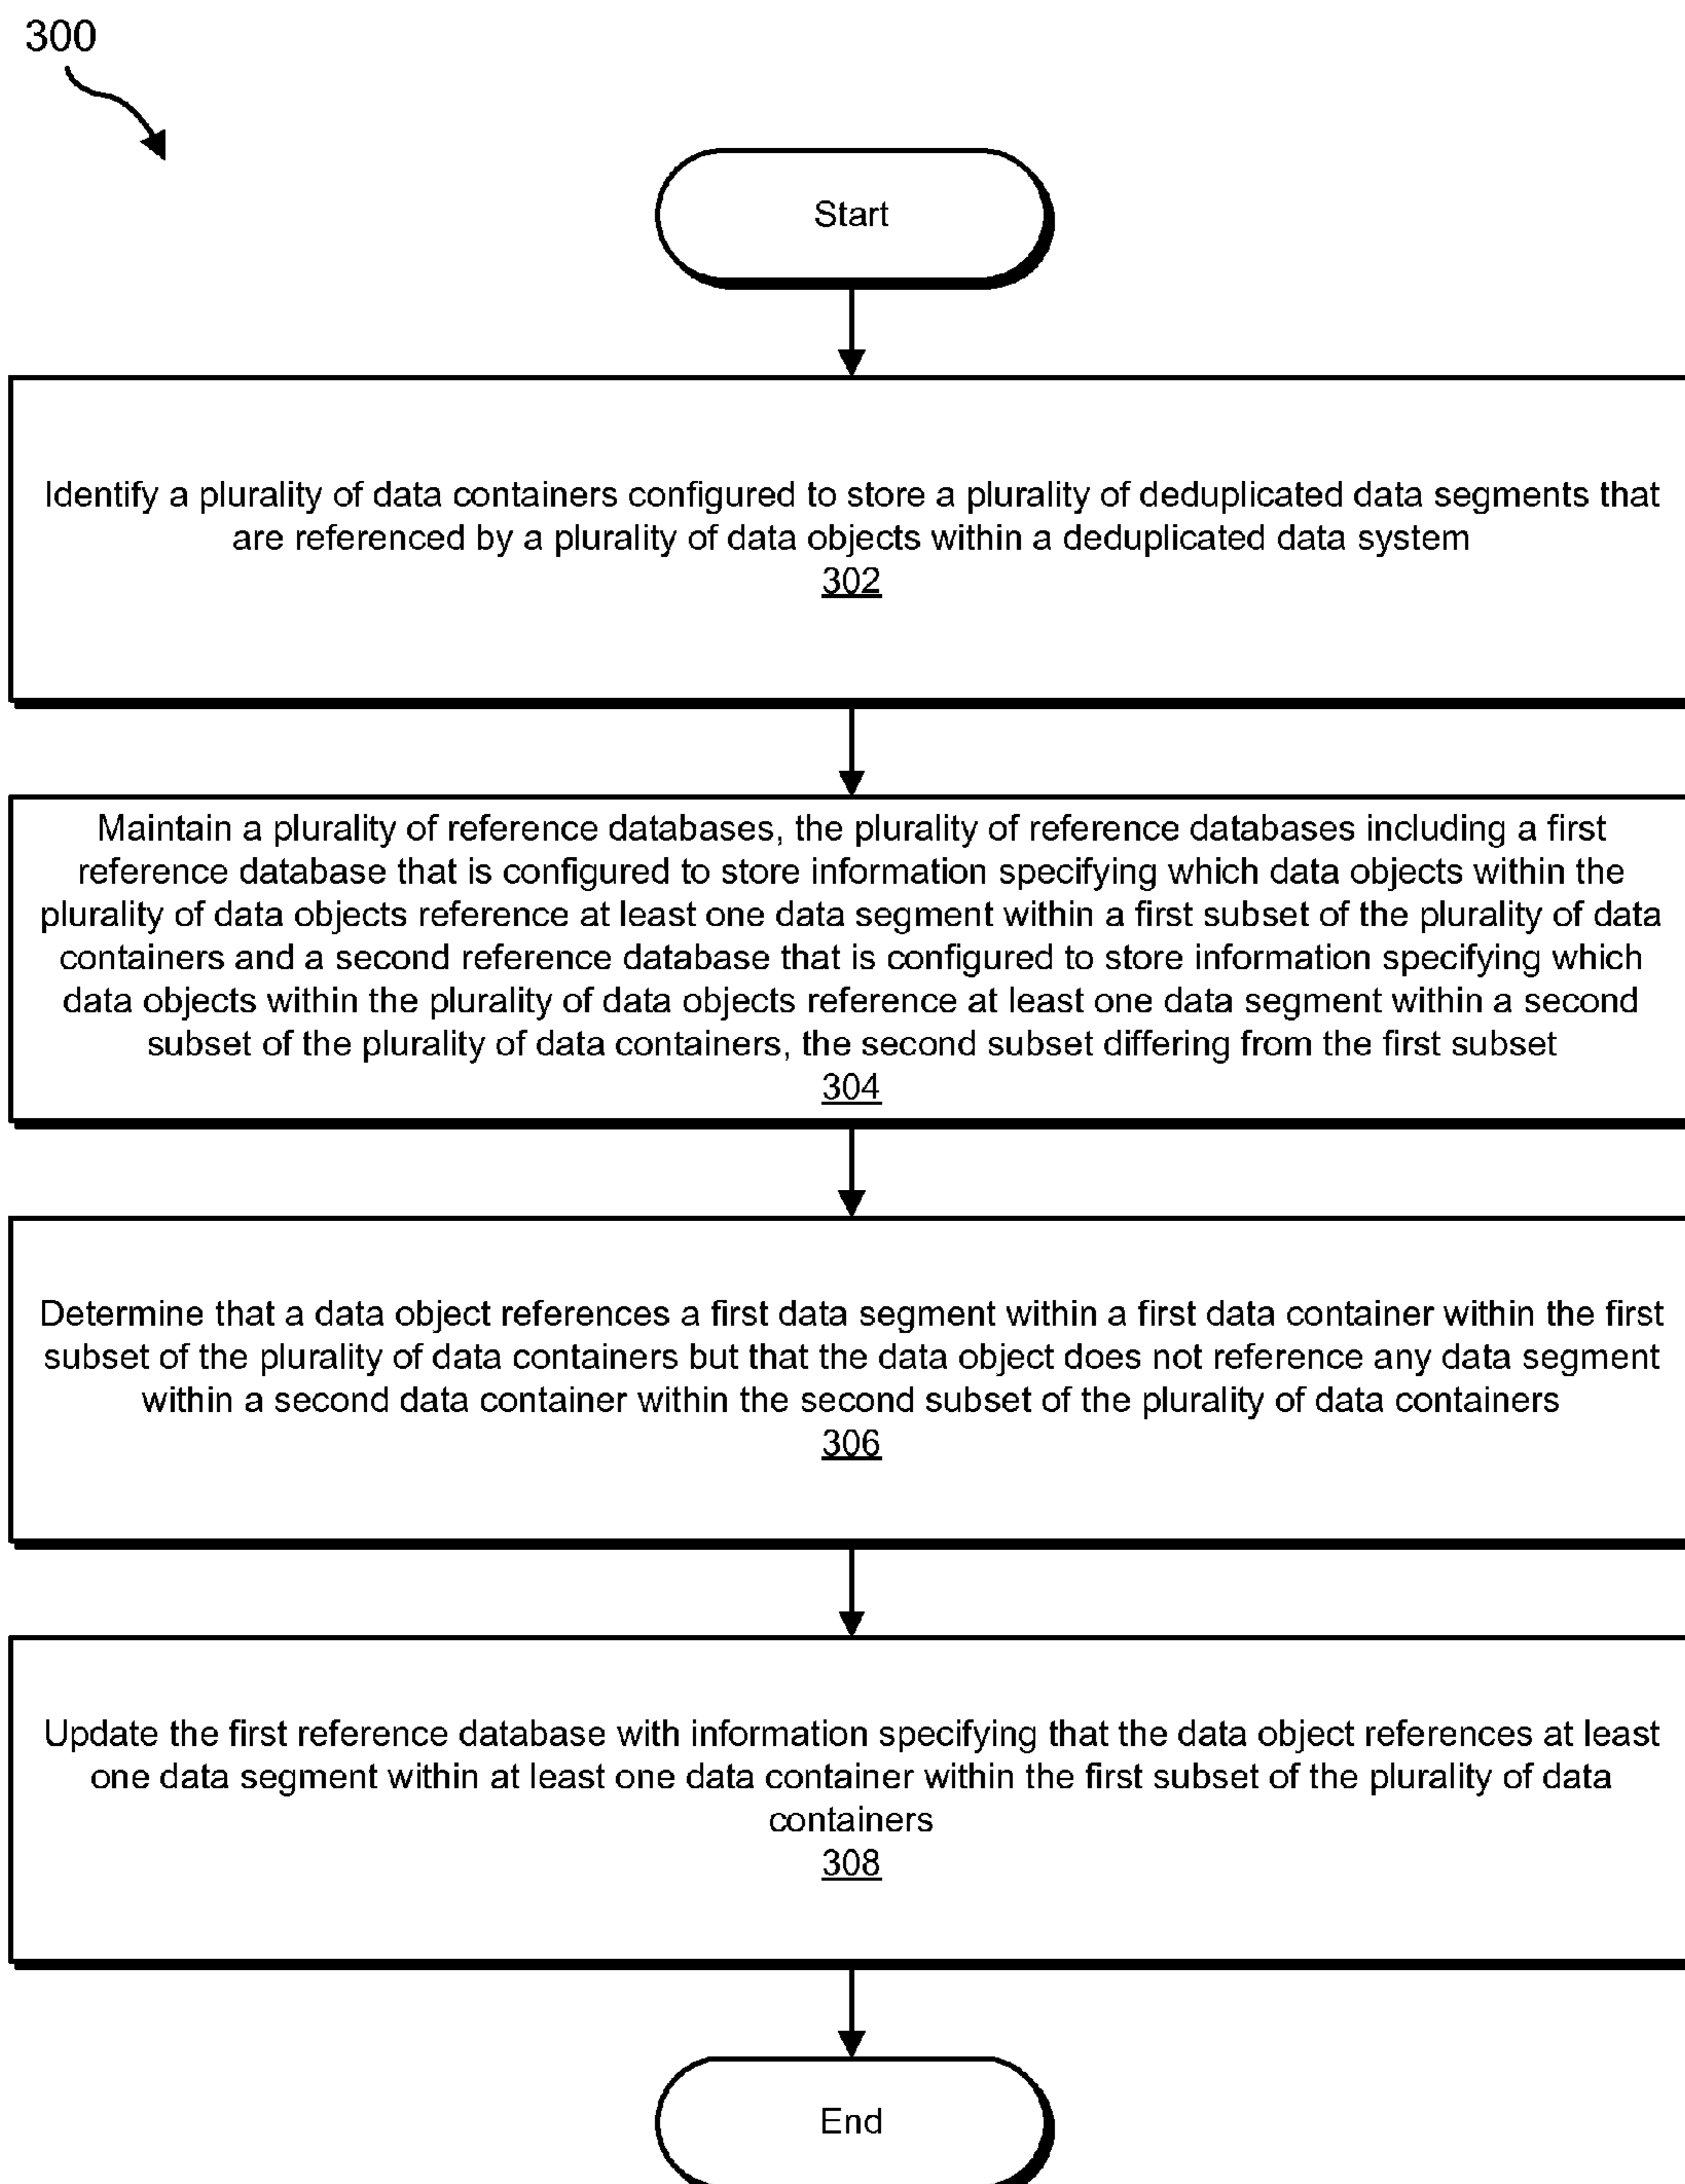 300
Start
Identify a plurality of data containers configured to store a plurality of deduplicated data segments that
are referenced by a plurality of data objects within a deduplicated data system
302
Maintain a plurality of reference databases, the plurality of reference databases including a first
reference database that is configured to store information specifying which data objects within the
plurality of data objects reference at least one data segment within a first subset of the plurality of data
containers and a second reference database that is configured to store information specifying which
data objects within the plurality of data objects reference at least one data segment within a second
subset of the plurality of data containers, the second subset differing from the first subset
304
Determine that a data object references a first data segment within a first data container within the first
subset of the plurality of data containers but that the data object does not reference any data segment
within a second data container within the second subset of the plurality of data containers
306
Update the first reference database with information specifying that the data object references at least
one data segment within at least one data container within the first subset of the plurality of data
containers
308
End